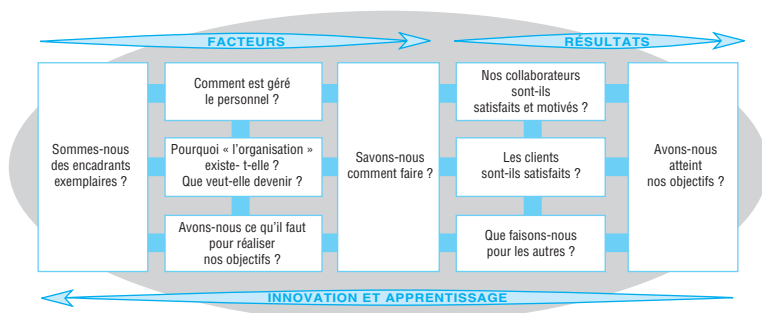 FACTEURS
RÉSULTATS
Sommes-nous
des encadrants
exemplaires ?
Comment est géré
le personnel ?
Pourquoi « l'organisation »
existe- t-elle ?
Que veut-elle devenir ?
Avons-nous ce qu'il faut
pour réaliser
nos objectifs ?
Savons-nous
comment faire ?
Nos collaborateurs
sont-ils
satisfaits et motivés ?
Les clients
sont-ils satisfaits ?
Que faisons-nous
pour les autres ?
Avons-nous
atteint
nos objectifs ?
INNOVATION ET APPRENTISSAGE